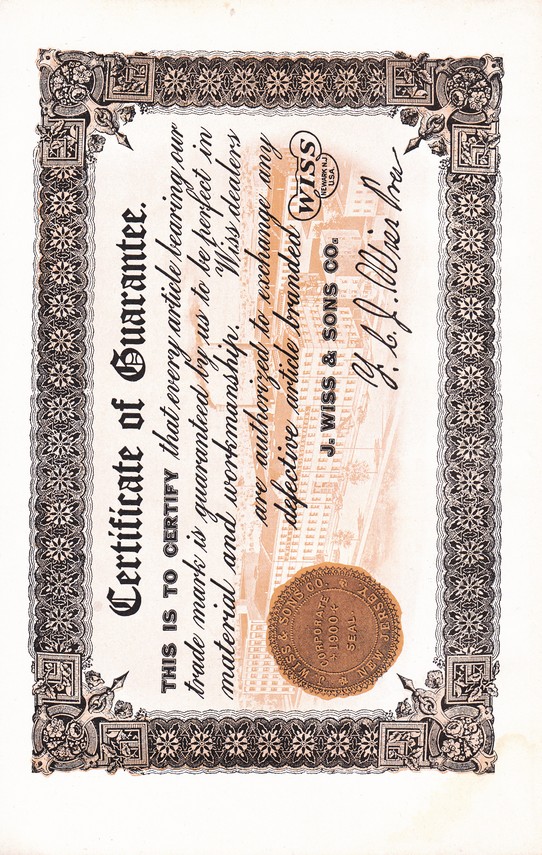 Certificate of Guarantee.
THIS IS TO CERTIFY that every article bearing our
trade mark is guaranteed by us to be perfect in
material and workmanship. Wiss dealers
are authorized to exchange any
defective article branded WISS
NEWARK N.J.
U.S.A.
J. WISS & SONS CO.
J. WISS & SONS CO.
NEW JERSEY
CORPORATE
1900
SEAL